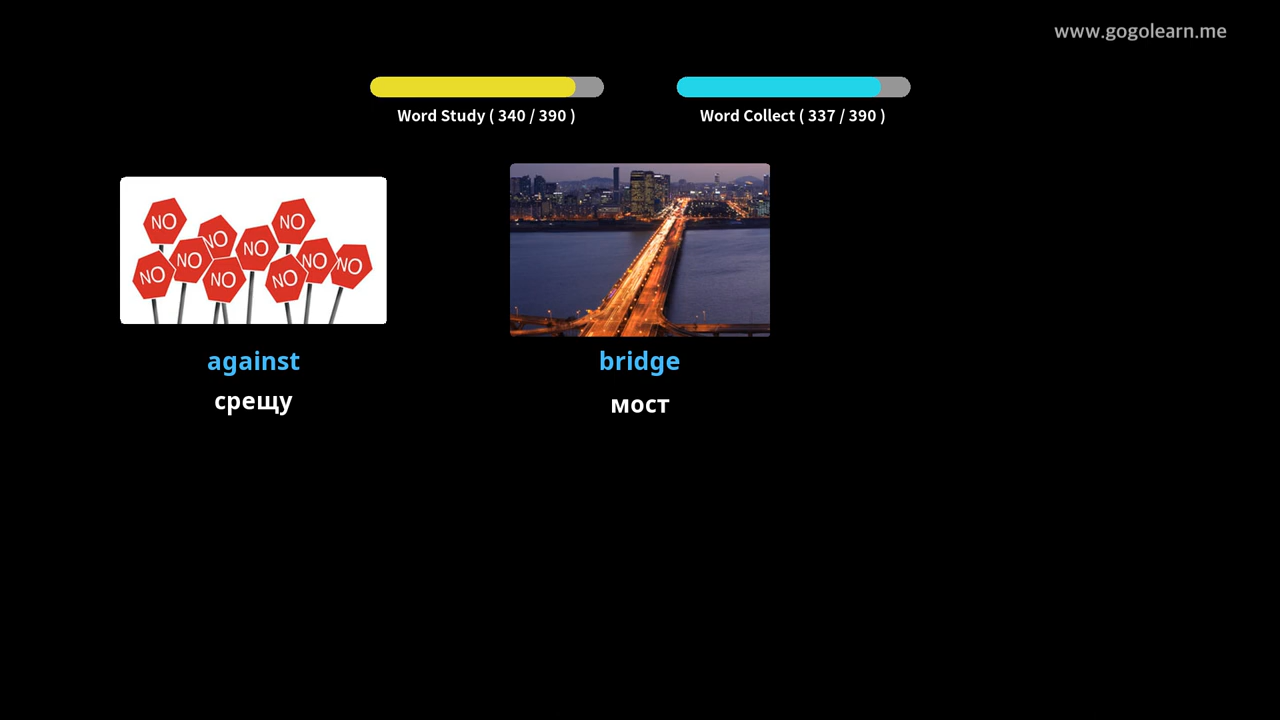 www.gogolearn.me
Word Study ( 340 / 390 )
Word Collect ( 337 / 390 )
NO
NO
NO
NO
NO
NO
NO
NO
NO
NO
against
срещу
bridge
мост